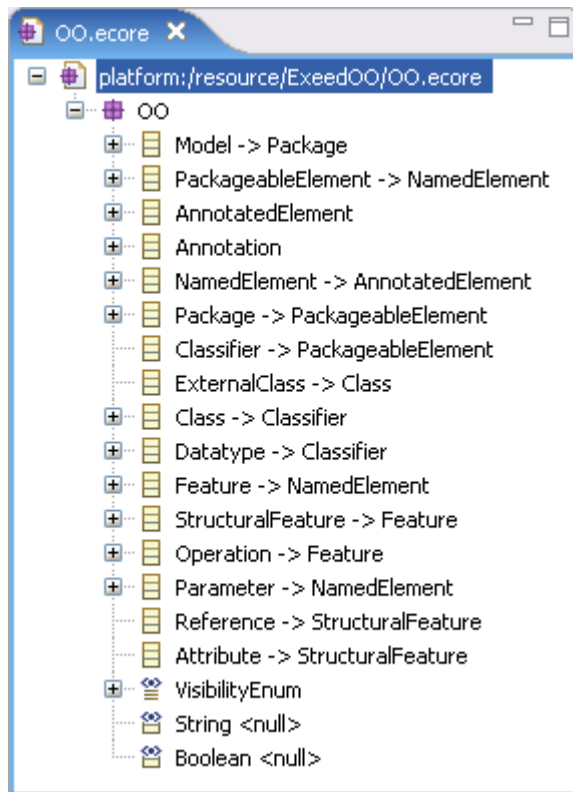 OO.ecore
platform:/resource/ExeedOO/OO.ecore
OO
Model -> Package
PackageableElement -> NamedElement
AnnotatedElement
Annotation
NamedElement -> AnnotatedElement
Package -> PackageableElement
Classifier -> PackageableElement
ExternalClass -> Class
Class -> Classifier
Datatype -> Classifier
Feature -> NamedElement
StructuralFeature -> Feature
Operation -> Feature
Parameter -> NamedElement
Reference -> StructuralFeature
Attribute -> StructuralFeature
VisibilityEnum
String <null>
Boolean <null>